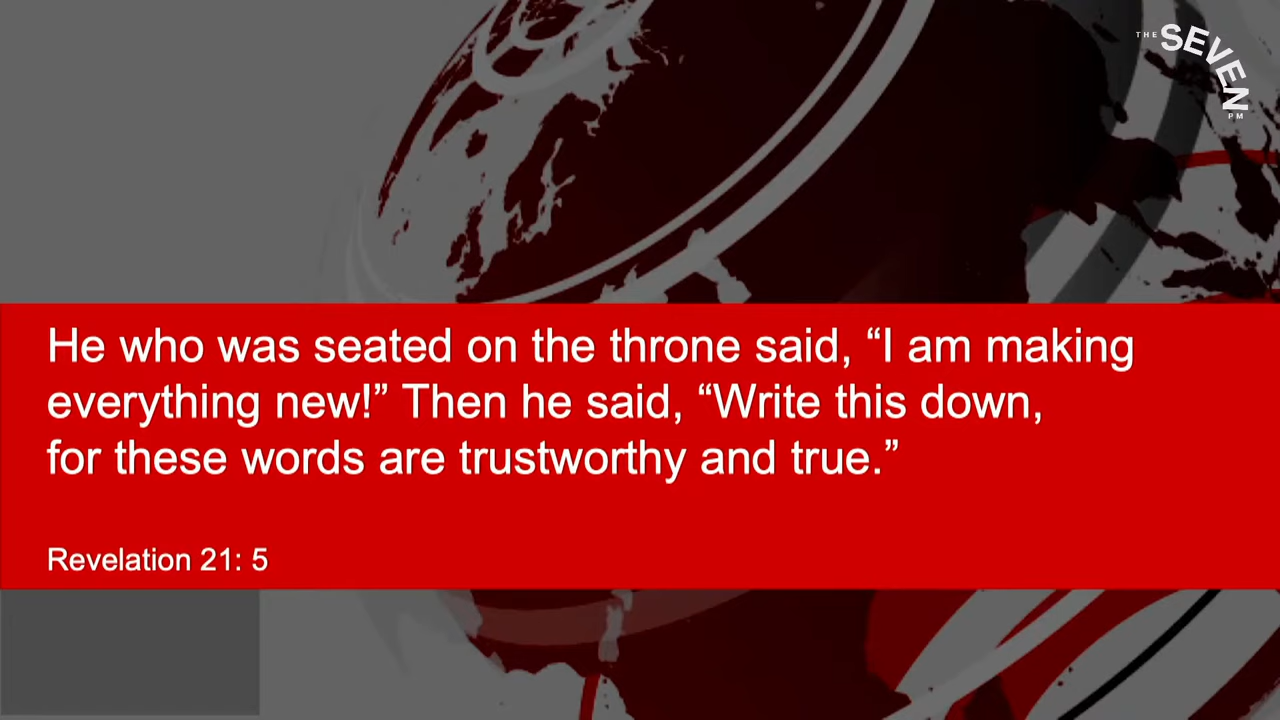 THE SEVEN PM
He who was seated on the throne said, “I am making
everything new!” Then he said, “Write this down,
for these words are trustworthy and true.”
Revelation 21: 5